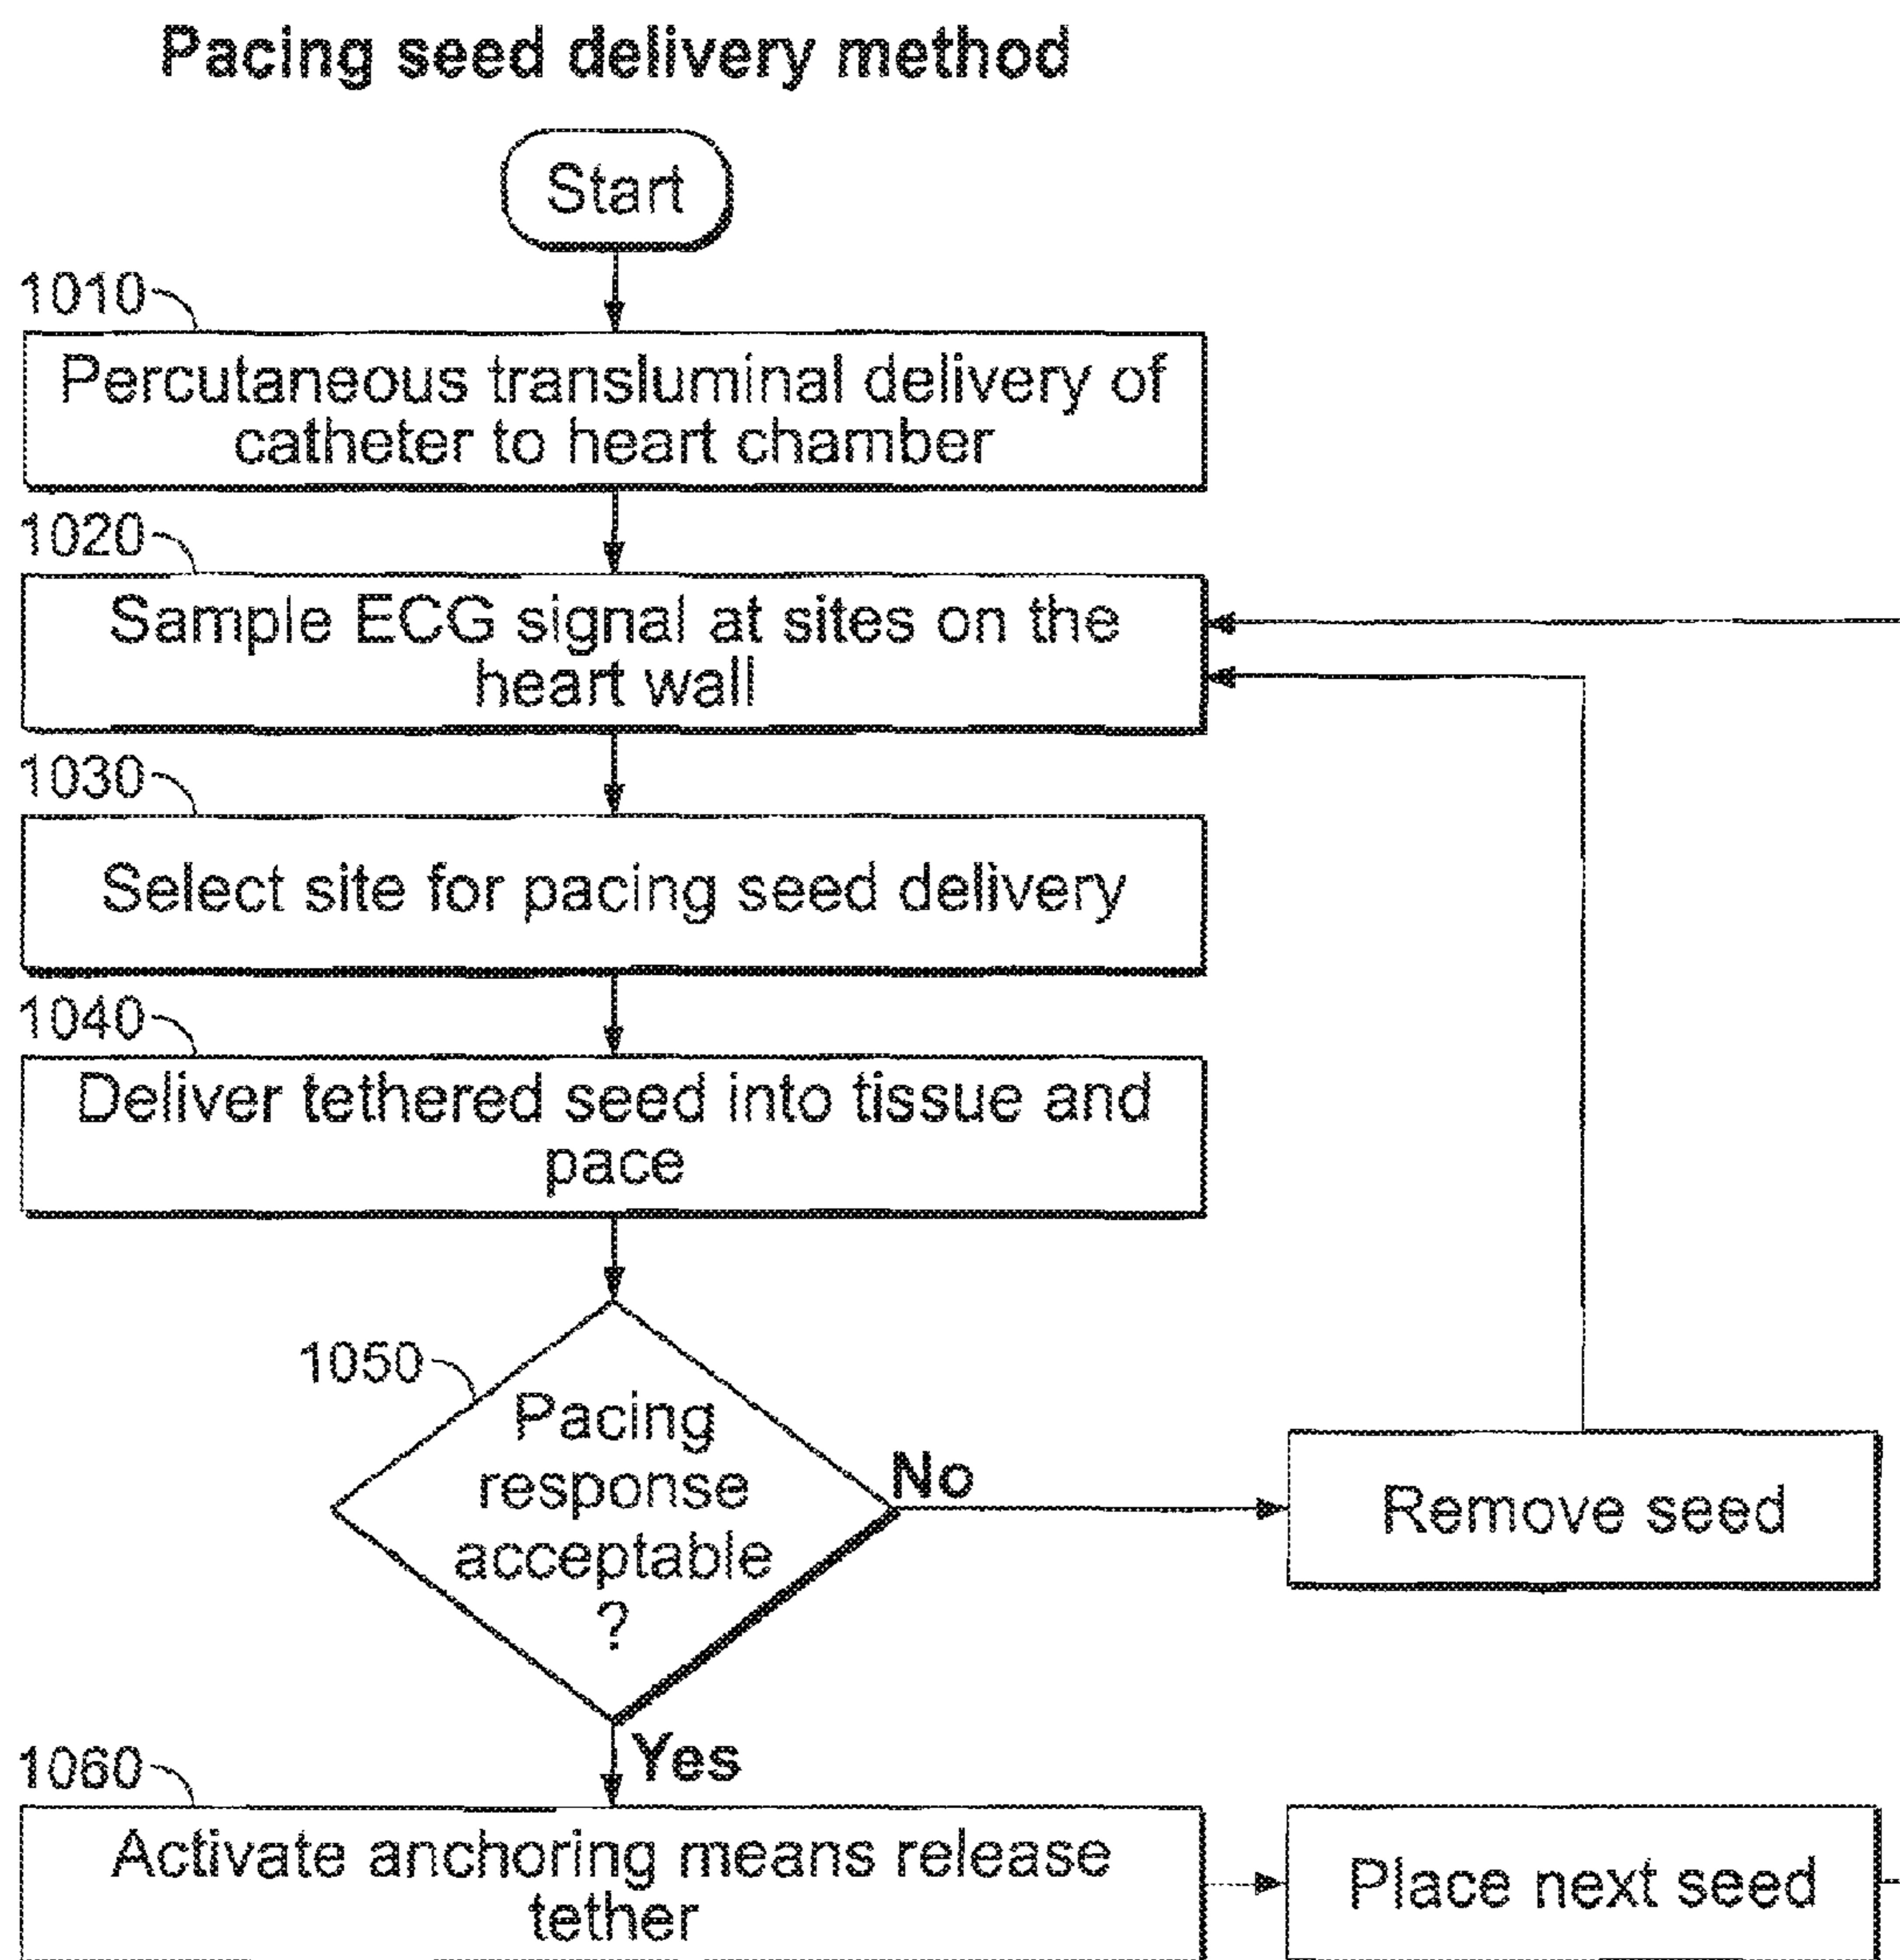 Pacing seed delivery method
Start
1010
Percutaneous transluminal delivery of
catheter to heart chamber
1020
Sample ECG signal at sites on the
heart wall
1030
Select site for pacing seed delivery
1040
Deliver tethered seed into tissue and
pace
1050
Pacing
response
acceptable
?
No
Remove seed
Yes
1060
Activate anchoring means release
tether
Place next seed